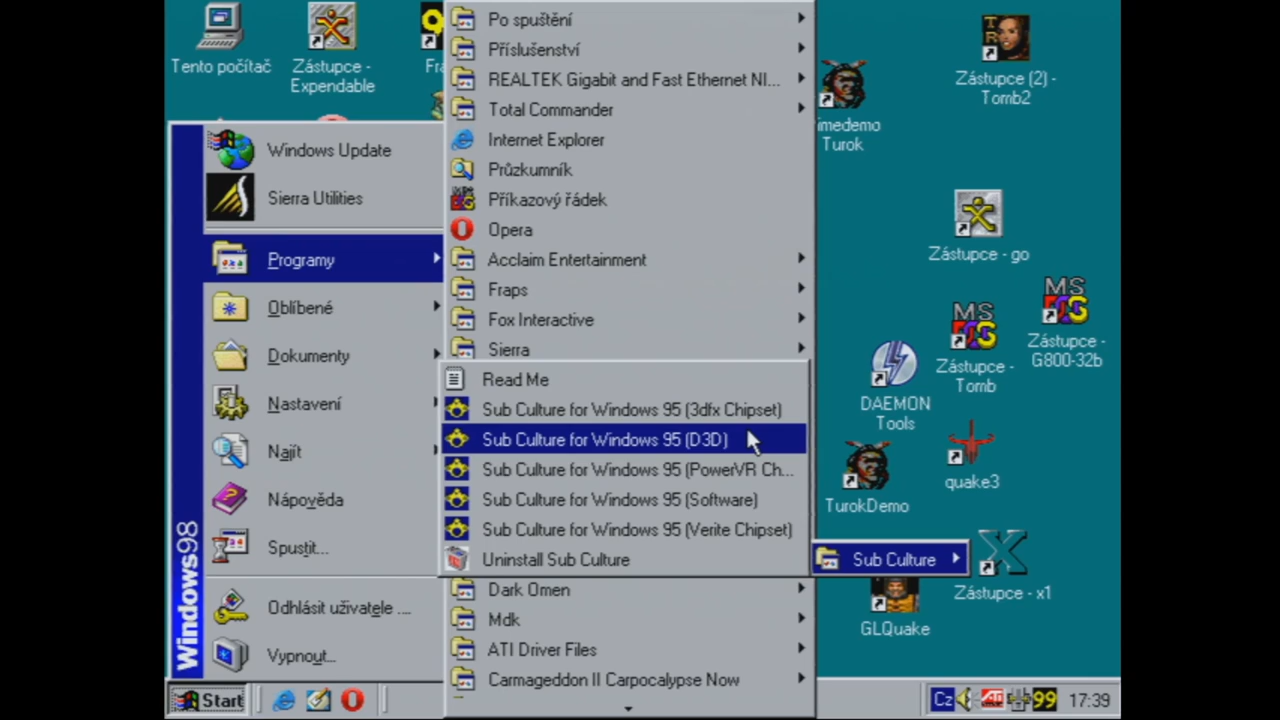 Tento počítač
Zástupce -
Expendable
Fra
Zástupce (2) -
Tomb2
imedemo
Turok
Zástupce - go
Zástupce -
Tomb
Zástupce -
G800-32b
DAEMON
Tools
TurokDemo
quake3
Zástupce - x1
GLQuake
Windows Update
Sierra Utilities
Programy
Oblíbené
Dokumenty
Nastavení
Najít
Nápověda
Spustit...
Odhlásit uživatele ...
Vypnout...
Windows98
Po spuštění
Příslušenství
REALTEK Gigabit and Fast Ethernet NI...
Total Commander
Internet Explorer
Průzkumník
Příkazový řádek
Opera
Acclaim Entertainment
Fraps
Fox Interactive
Sierra
Read Me
Sub Culture for Windows 95 (3dfx Chipset)
Sub Culture for Windows 95 (D3D)
Sub Culture for Windows 95 (PowerVR Ch...
Sub Culture for Windows 95 (Software)
Sub Culture for Windows 95 (Verite Chipset)
Uninstall Sub Culture
Sub Culture
Dark Omen
Mdk
ATI Driver Files
Carmageddon II Carpocalypse Now
Start
Cz
ATI
99
17:39